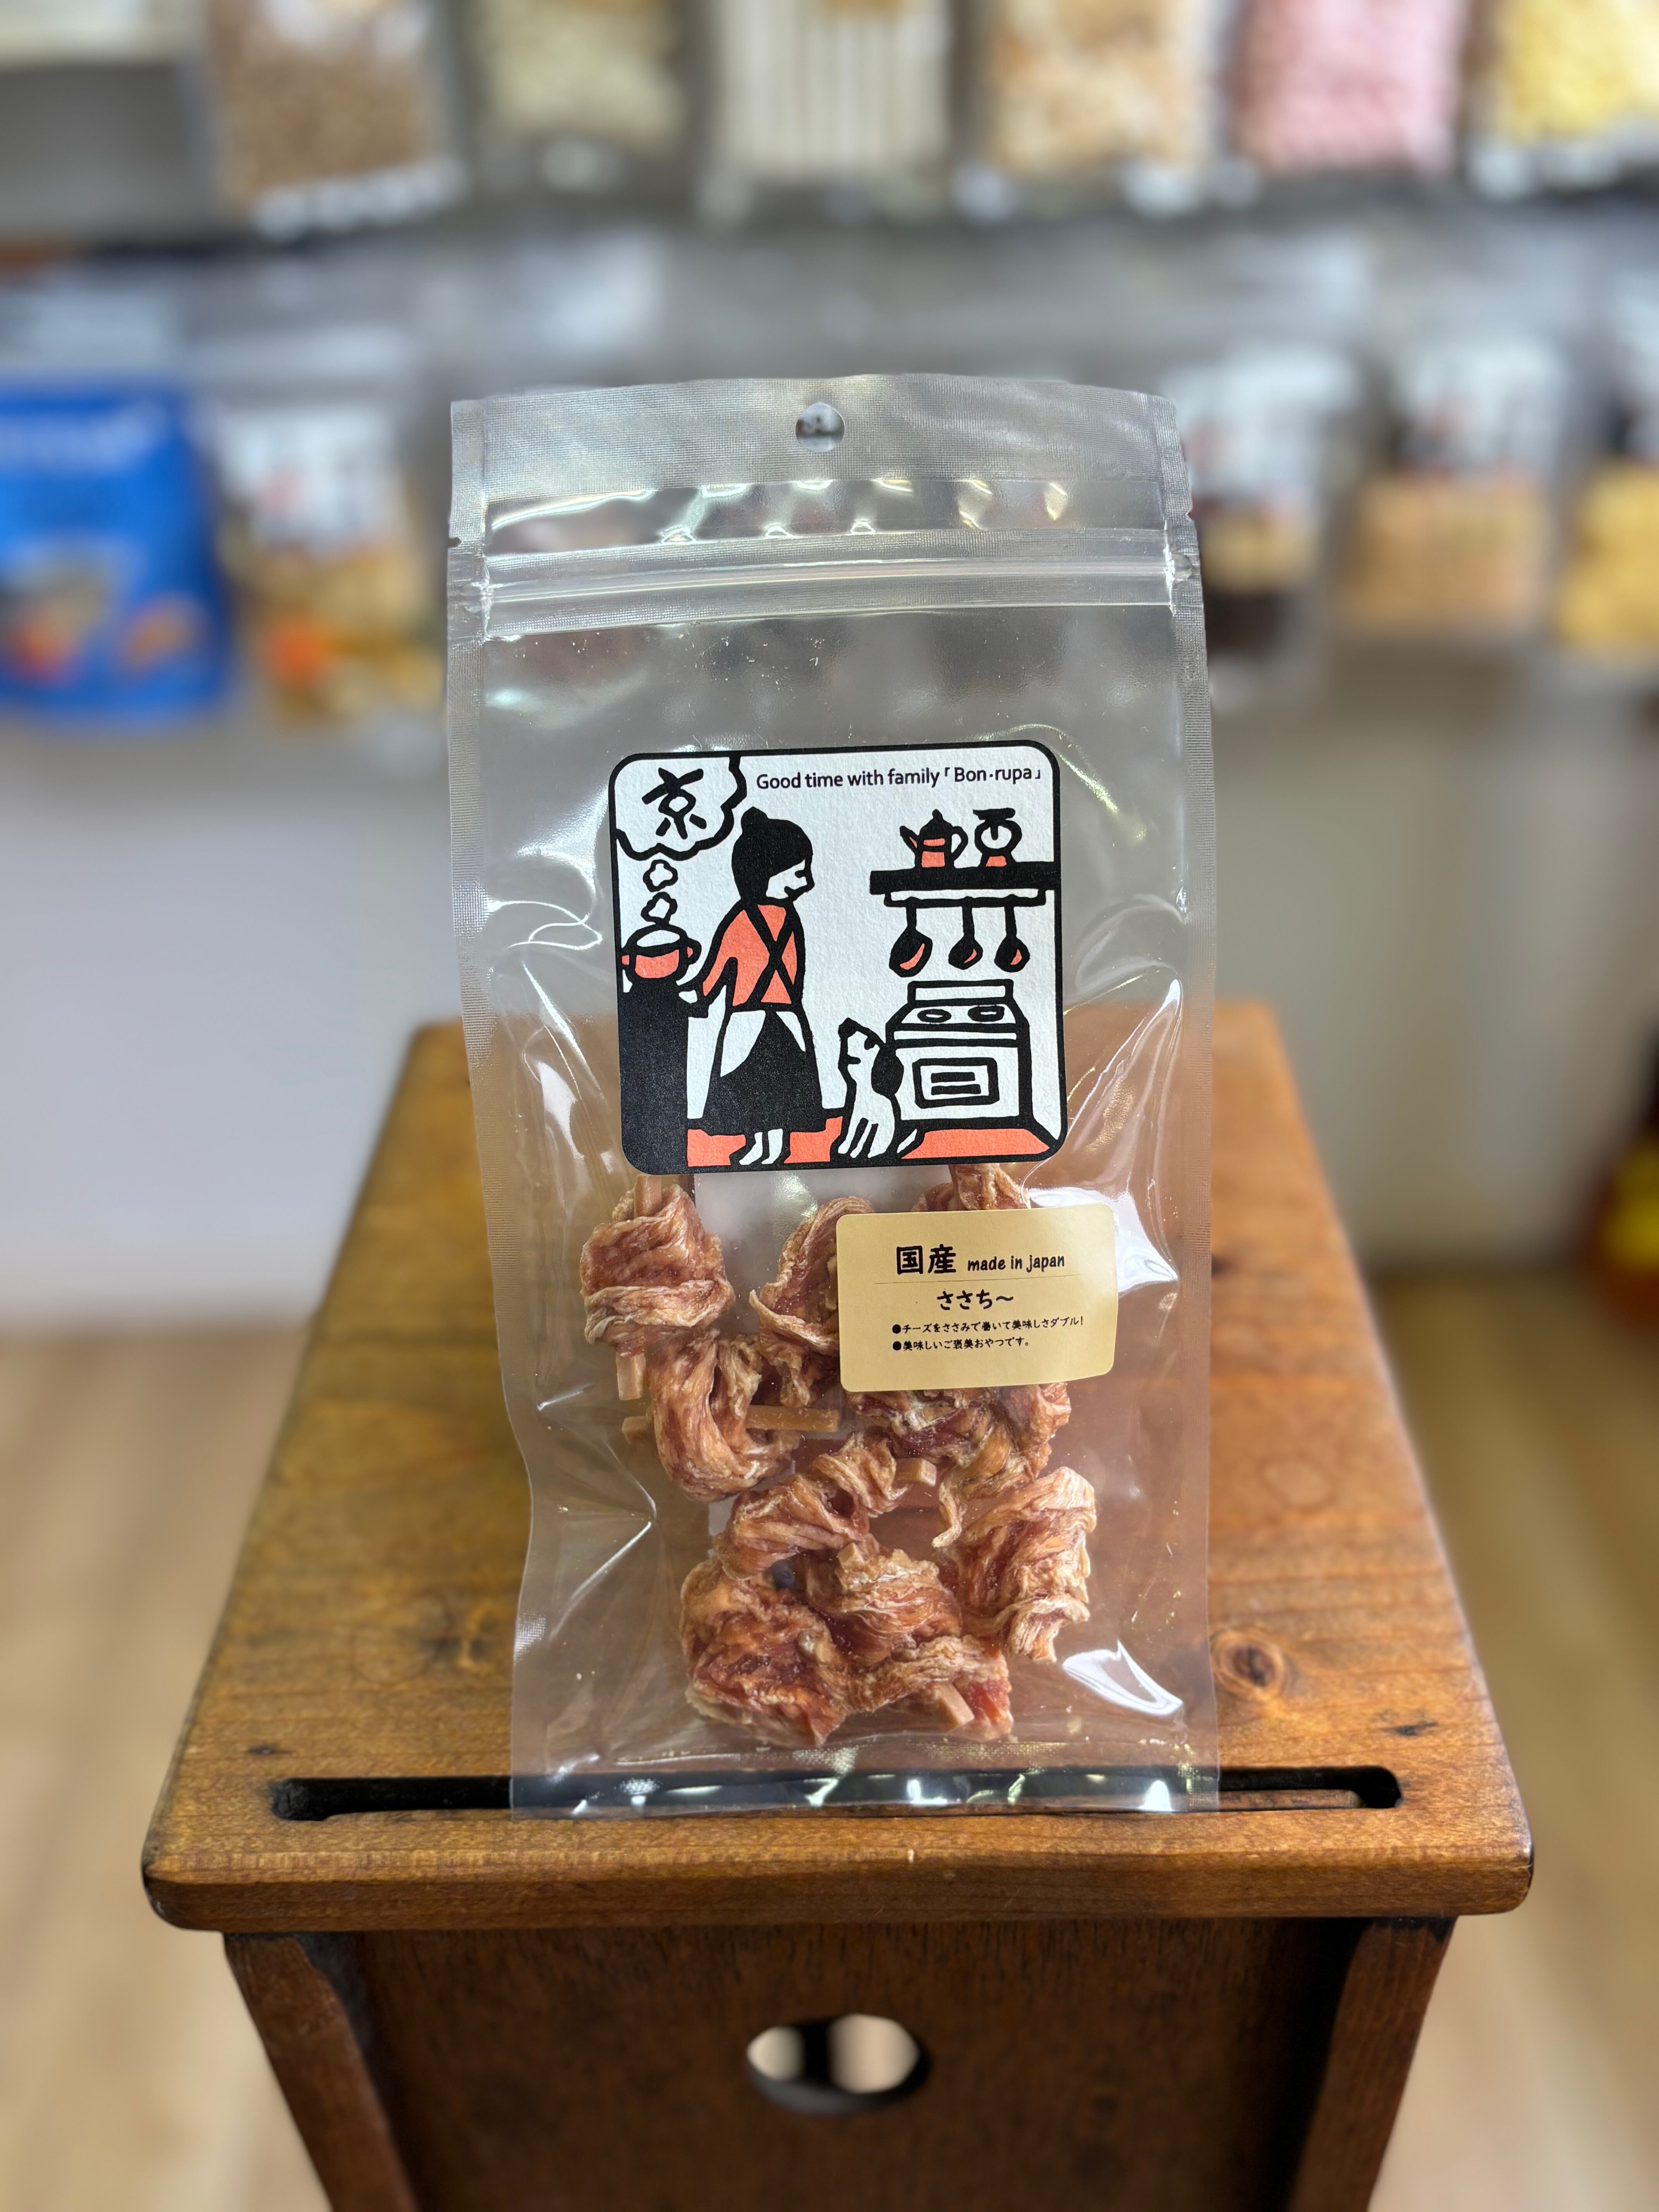 京
Good time with family「Bon・rupa」
国産 made in japan
ささち〜
●チーズをささみで巻いて美味しさダブル!
●美味しいご褒美おやつです。